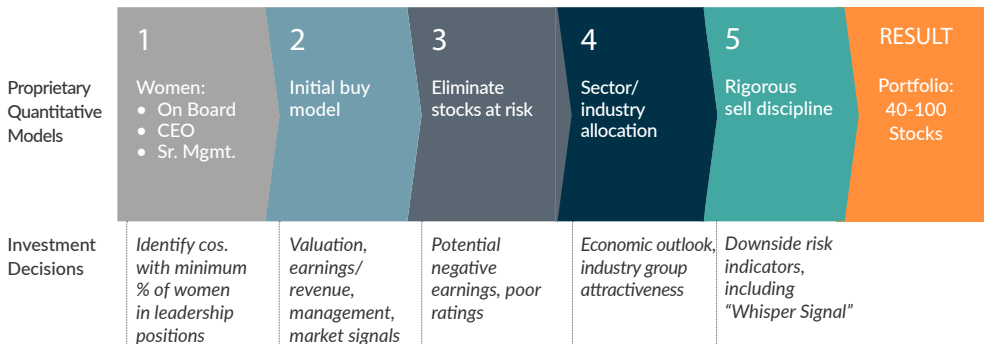 Proprietary
Quantitative
Models
1
Women:
• On Board
• CEO
• Sr. Mgmt.
2
Initial buy
model
3
Eliminate
stocks at risk
4
Sector/
industry
allocation
5
Rigorous
sell discipline
RESULT
Portfolio:
40-100
Stocks
Investment
Decisions
Identify cos.
with minimum
% of women
in leadership
positions
Valuation,
earnings/
revenue,
management,
market signals
Potential
negative
earnings, poor
ratings
Economic outlook,
industry group
attractiveness
Downside risk
indicators,
including
“Whisper Signal”